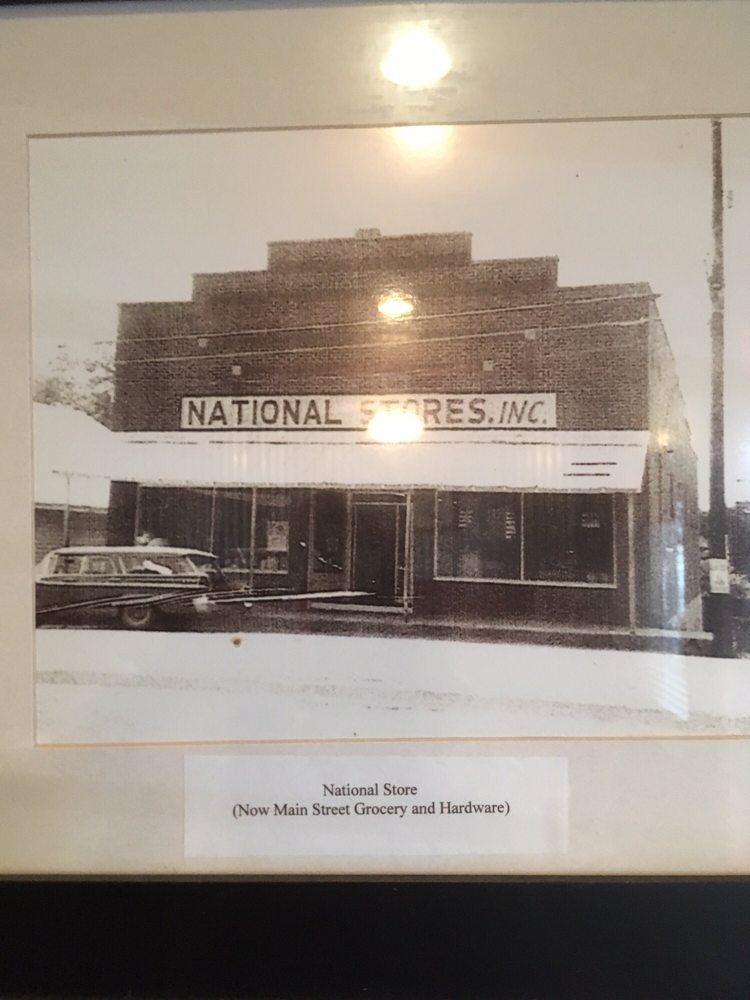 NATIONAL STORES. INC.
National Store
(Now Main Street Grocery and Hardware)